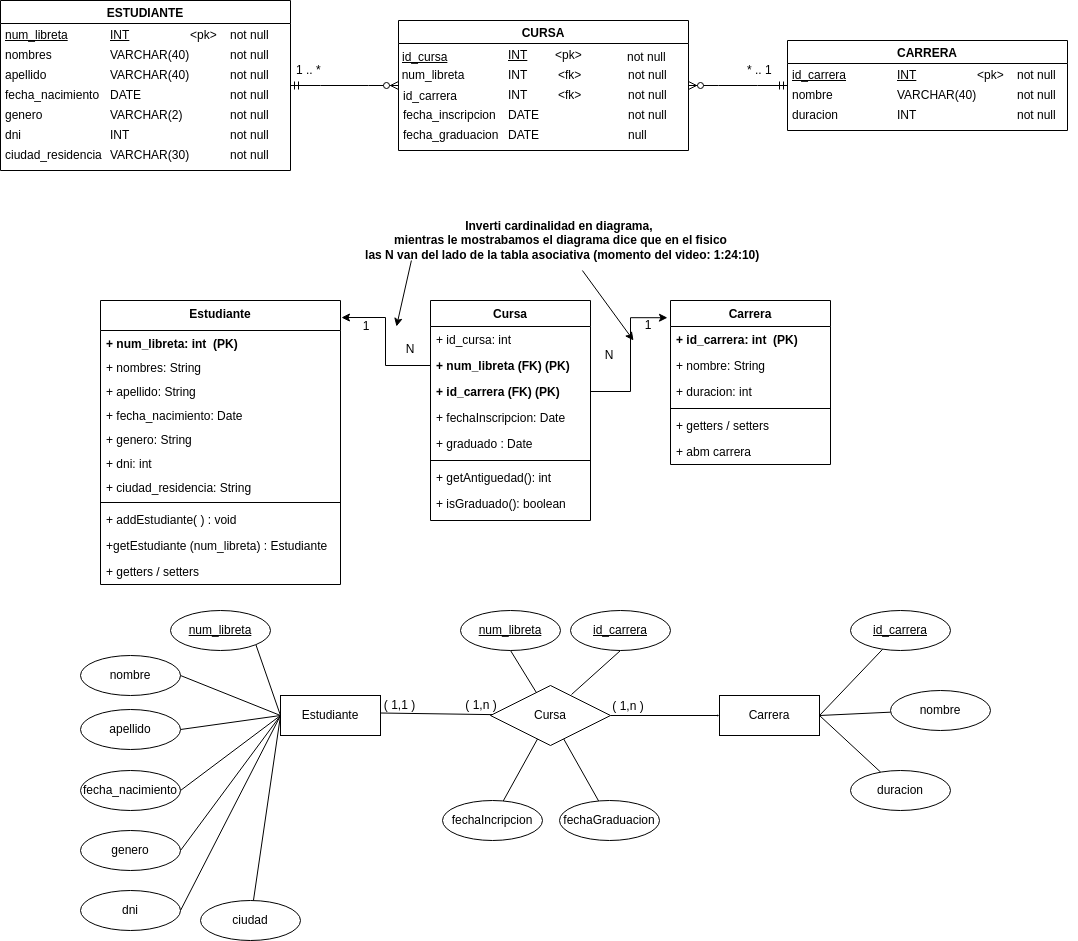 ESTUDIANTE
num_libreta INT <pk> not null
nombres VARCHAR(40) not null
apellido VARCHAR(40) not null
fecha_nacimiento DATE not null
genero VARCHAR(2) not null
dni INT not null
ciudad_residencia VARCHAR(30) not null
1 .. *
CURSA
id_cursa INT <pk> not null
num_libreta INT <fk> not null
id_carrera INT <fk> not null
fecha_inscripcion DATE not null
fecha_graduacion DATE null
* .. 1
CARRERA
id_carrera INT <pk> not null
nombre VARCHAR(40) not null
duracion INT not null
Inverti cardinalidad en diagrama,
mientras le mostrabamos el diagrama dice que en el fisico
las N van del lado de la tabla asociativa (momento del video: 1:24:10)
Estudiante
+ num_libreta: int (PK)
+ nombres: String
+ apellido: String
+ fecha_nacimiento: Date
+ genero: String
+ dni: int
+ ciudad_residencia: String
+ addEstudiante( ) : void
+getEstudiante (num_libreta) : Estudiante
+ getters / setters
1
N
Cursa
+ id_cursa: int
+ num_libreta (FK) (PK)
+ id_carrera (FK) (PK)
+ fechaInscripcion: Date
+ graduado : Date
+ getAntiguedad(): int
+ isGraduado(): boolean
N
1
Carrera
+ id_carrera: int (PK)
+ nombre: String
+ duracion: int
+ getters / setters
+ abm carrera
num_libreta
nombre
apellido
fecha_nacimiento
genero
dni
ciudad
Estudiante
( 1,1 )
( 1,n )
num_libreta
id_carrera
Cursa
fechaIncripcion
fechaGraduacion
( 1,n )
Carrera
id_carrera
nombre
duracion